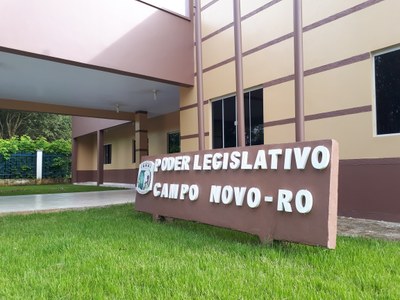 PODER LEGISLATIVO
CAMPO NOVO-RO